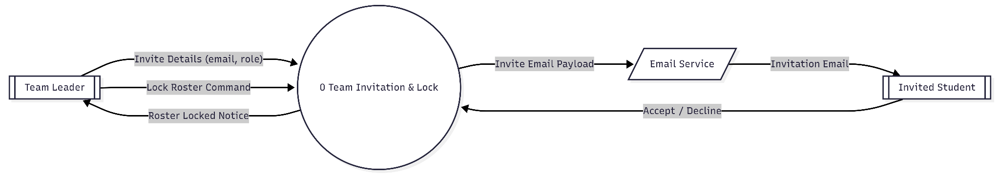 Invite Details (email, role)
Invite Email Payload
Email Service
Invitation Email
Team Leader
Lock Roster Command
0 Team Invitation & Lock
Invited Student
Roster Locked Notice
Accept / Decline